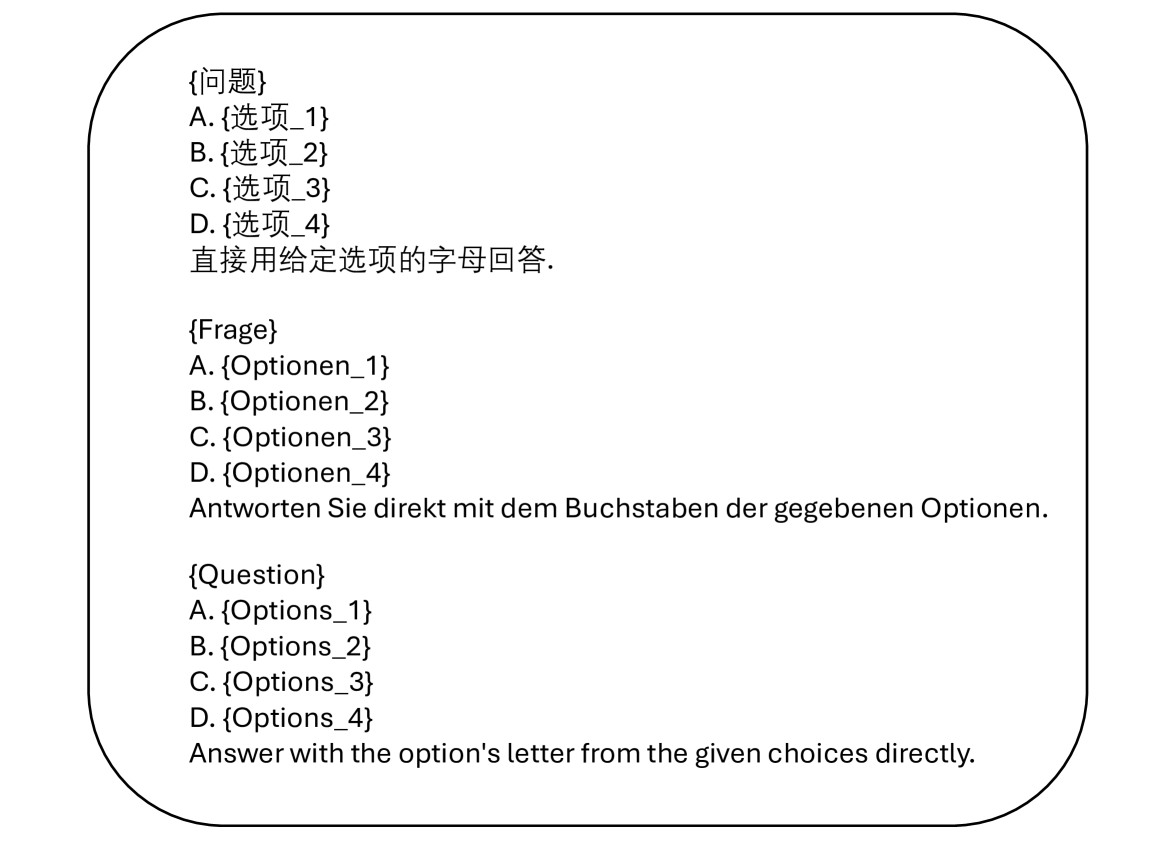 {问题}
A. {选项_1}
B. {选项_2}
C. {选项_3}
D. {选项_4}
直接用给定选项的字母回答.
{Frage}
A. {Optionen_1}
B. {Optionen_2}
C. {Optionen_3}
D. {Optionen_4}
Antworten Sie direkt mit dem Buchstaben der gegebenen Optionen.
{Question}
A. {Options_1}
B. {Options_2}
C. {Options_3}
D. {Options_4}
Answer with the option's letter from the given choices directly.